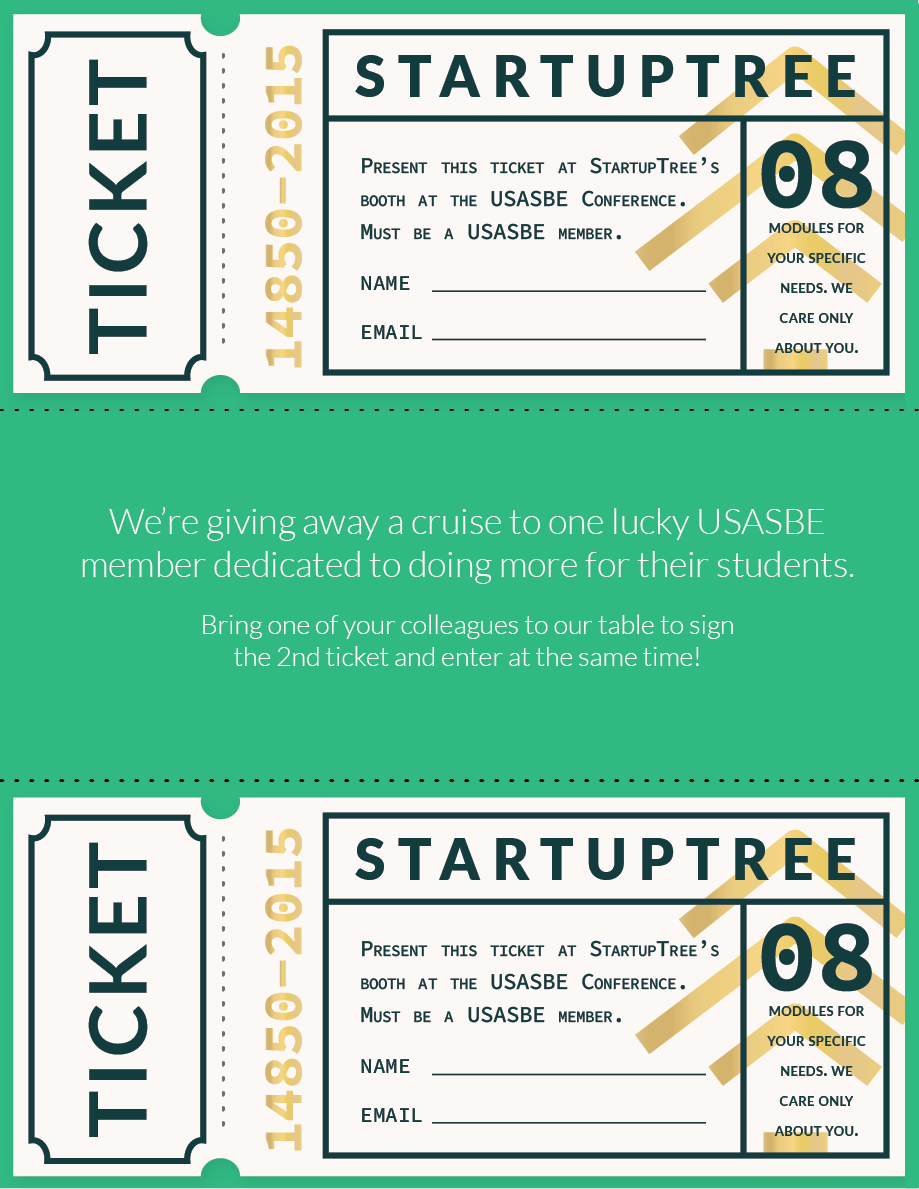 TICKET
14850-2015
STARTUPTREE
Present this ticket at StartupTree's
booth at the USASBE Conference.
Must be a USASBE member.
NAME
EMAIL
08
MODULES FOR
YOUR SPECIFIC
NEEDS. WE
CARE ONLY
ABOUT YOU.
We're giving away a cruise to one lucky USASBE
member dedicated to doing more for their students.
Bring one of your colleagues to our table to sign
the 2nd ticket and enter at the same time!
TICKET
14850-2015
STARTUPTREE
Present this ticket at StartupTree's
booth at the USASBE Conference.
Must be a USASBE member.
NAME
EMAIL
08
MODULES FOR
YOUR SPECIFIC
NEEDS. WE
CARE ONLY
ABOUT YOU.